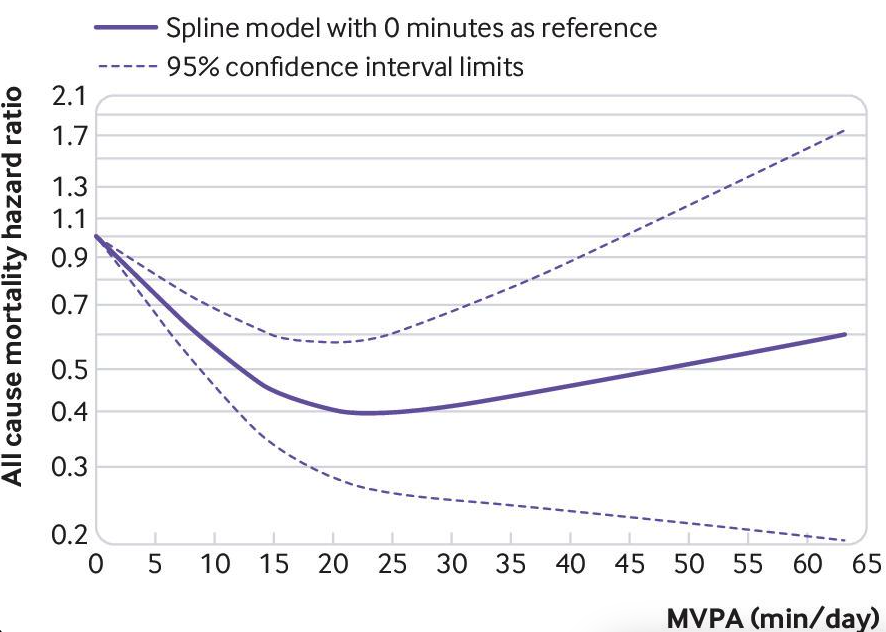 Spline model with 0 minutes as reference
95% confidence interval limits
All cause mortality hazard ratio
2.1
1.7
1.3
1.1
0.9
0.7
0.5
0.4
0.3
0.2
0 5 10 15 20 25 30 35 40 45 50 55 60 65
MVPA (min/day)